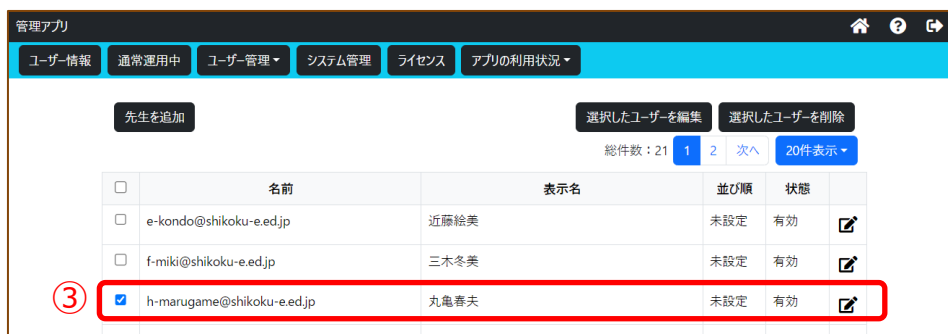 管理アプリ
ユーザー情報 通常運用中 ユーザー管理 システム管理 ライセンス アプリの利用状況
先生を追加 選択したユーザーを編集 選択したユーザーを削除
総件数：21 1 2 次へ 20件表示
名前 表示名 並び順 状態
e-kondo@shikoku-e.ed.jp 近藤絵美 未設定 有効
f-miki@shikoku-e.ed.jp 三木冬美 未設定 有効
③ h-marugame@shikoku-e.ed.jp 丸亀春夫 未設定 有効